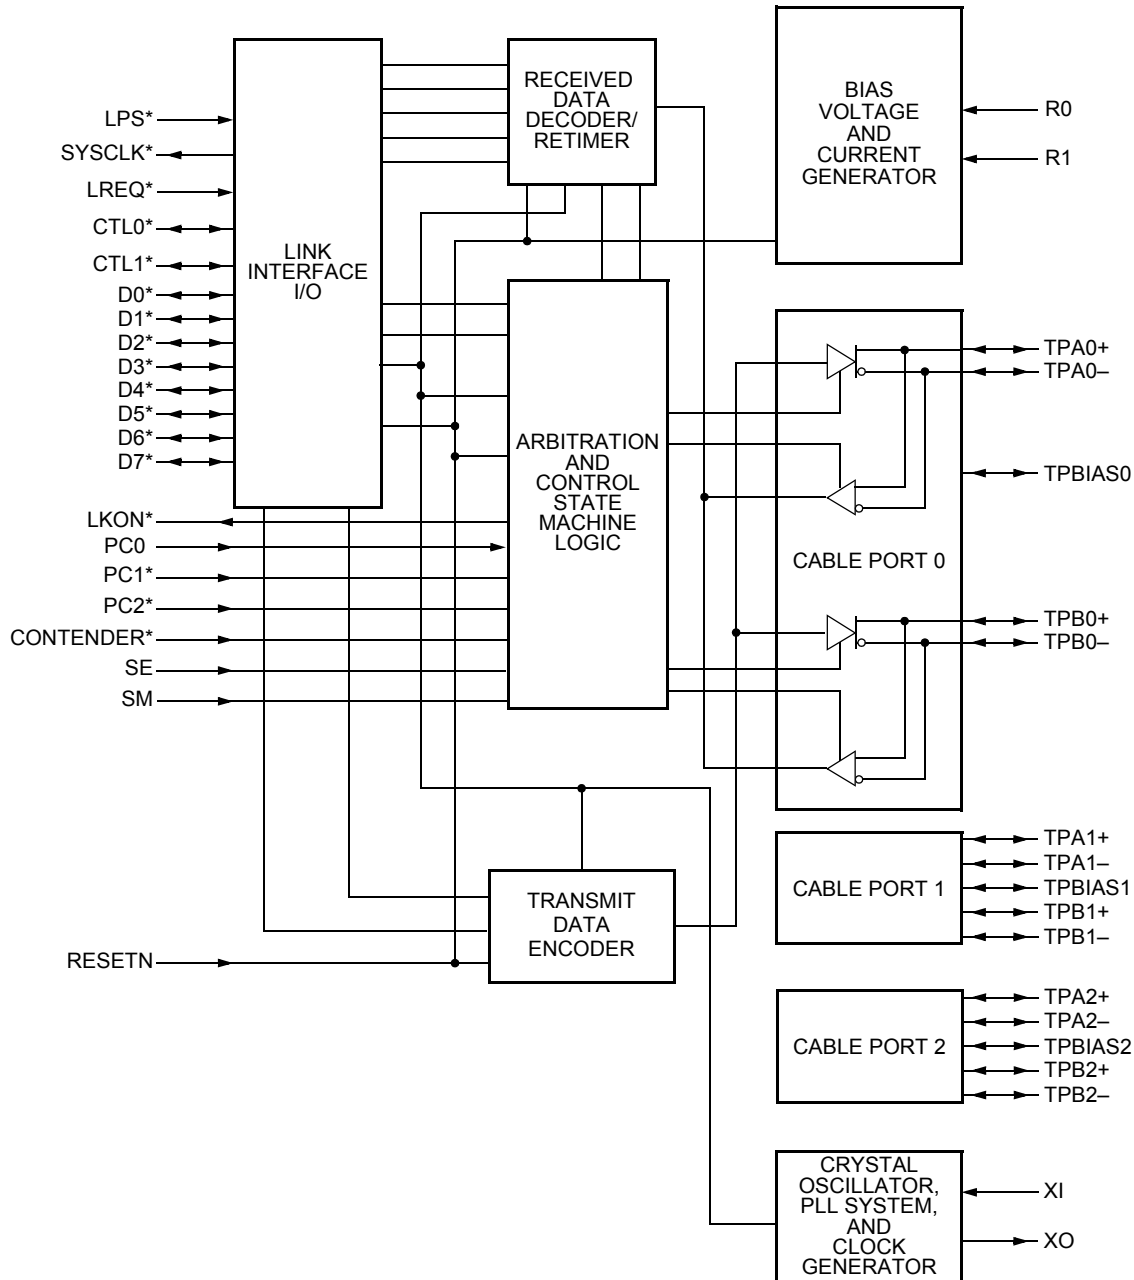 LPS*
SYSCLK*
LREQ*
CTL0*
CTL1*
D0*
D1*
D2*
D3*
D4*
D5*
D6*
D7*
LKON*
PC0
PC1*
PC2*
CONTENDER*
SE
SM
RESETN
LINK
INTERFACE
I/O
RECEIVED
DATA
DECODER/
RETIMER
ARBITRATION
AND
CONTROL
STATE
MACHINE
LOGIC
TRANSMIT
DATA
ENCODER
BIAS
VOLTAGE
AND
CURRENT
GENERATOR
R0
R1
CABLE PORT 0
TPA0+
TPA0–
TPBIAS0
TPB0+
TPB0–
CABLE PORT 1
TPA1+
TPA1–
TPBIAS1
TPB1+
TPB1–
CABLE PORT 2
TPA2+
TPA2–
TPBIAS2
TPB2+
TPB2–
CRYSTAL
OSCILLATOR,
PLL SYSTEM,
AND
CLOCK
GENERATOR
XI
XO